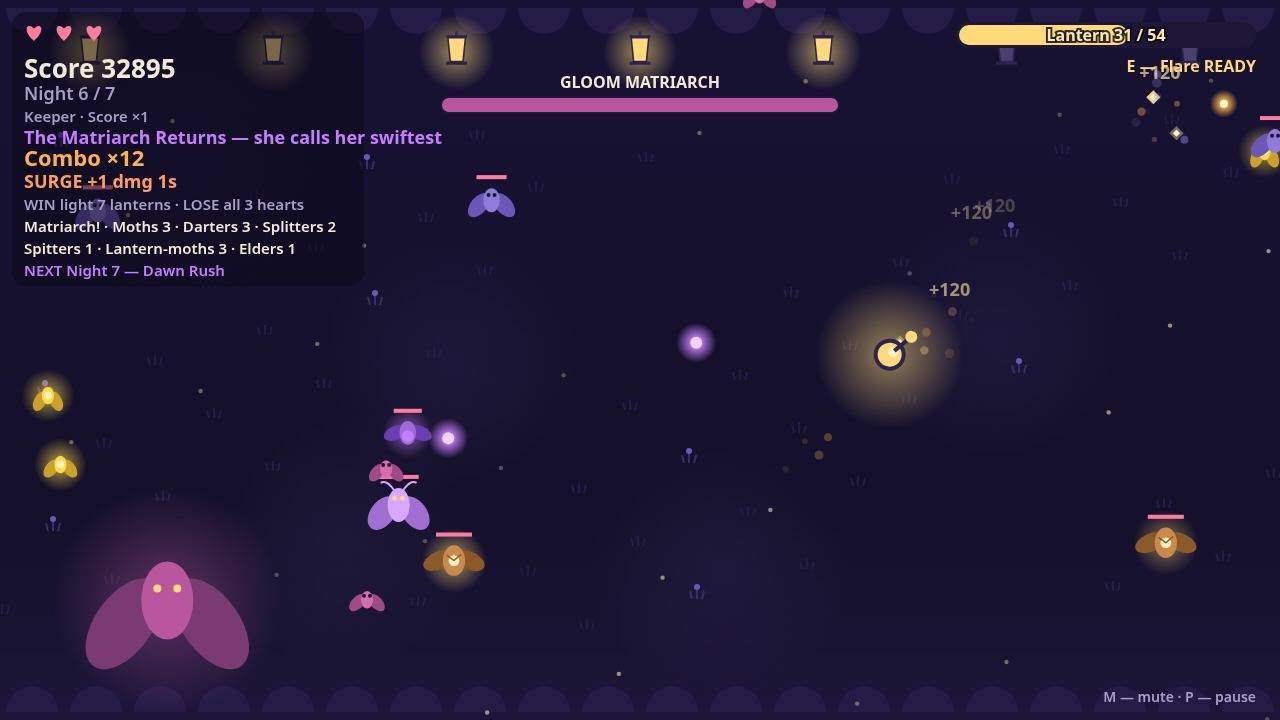 Score 32895
Night 6 / 7
Keeper · Score ×1
The Matriarch Returns — she calls her swiftest
Combo ×12
SURGE +1 dmg 1s
WIN light 7 lanterns · LOSE all 3 hearts
Matriarch! · Moths 3 · Darters 3 · Splitters 2
Spitters 1 · Lantern-moths 3 · Elders 1
NEXT Night 7 — Dawn Rush
GLOOM MATRIARCH
Lantern 31 / 54
E — Flare READY
+120
+120
+120
+120
M — mute · P — pause